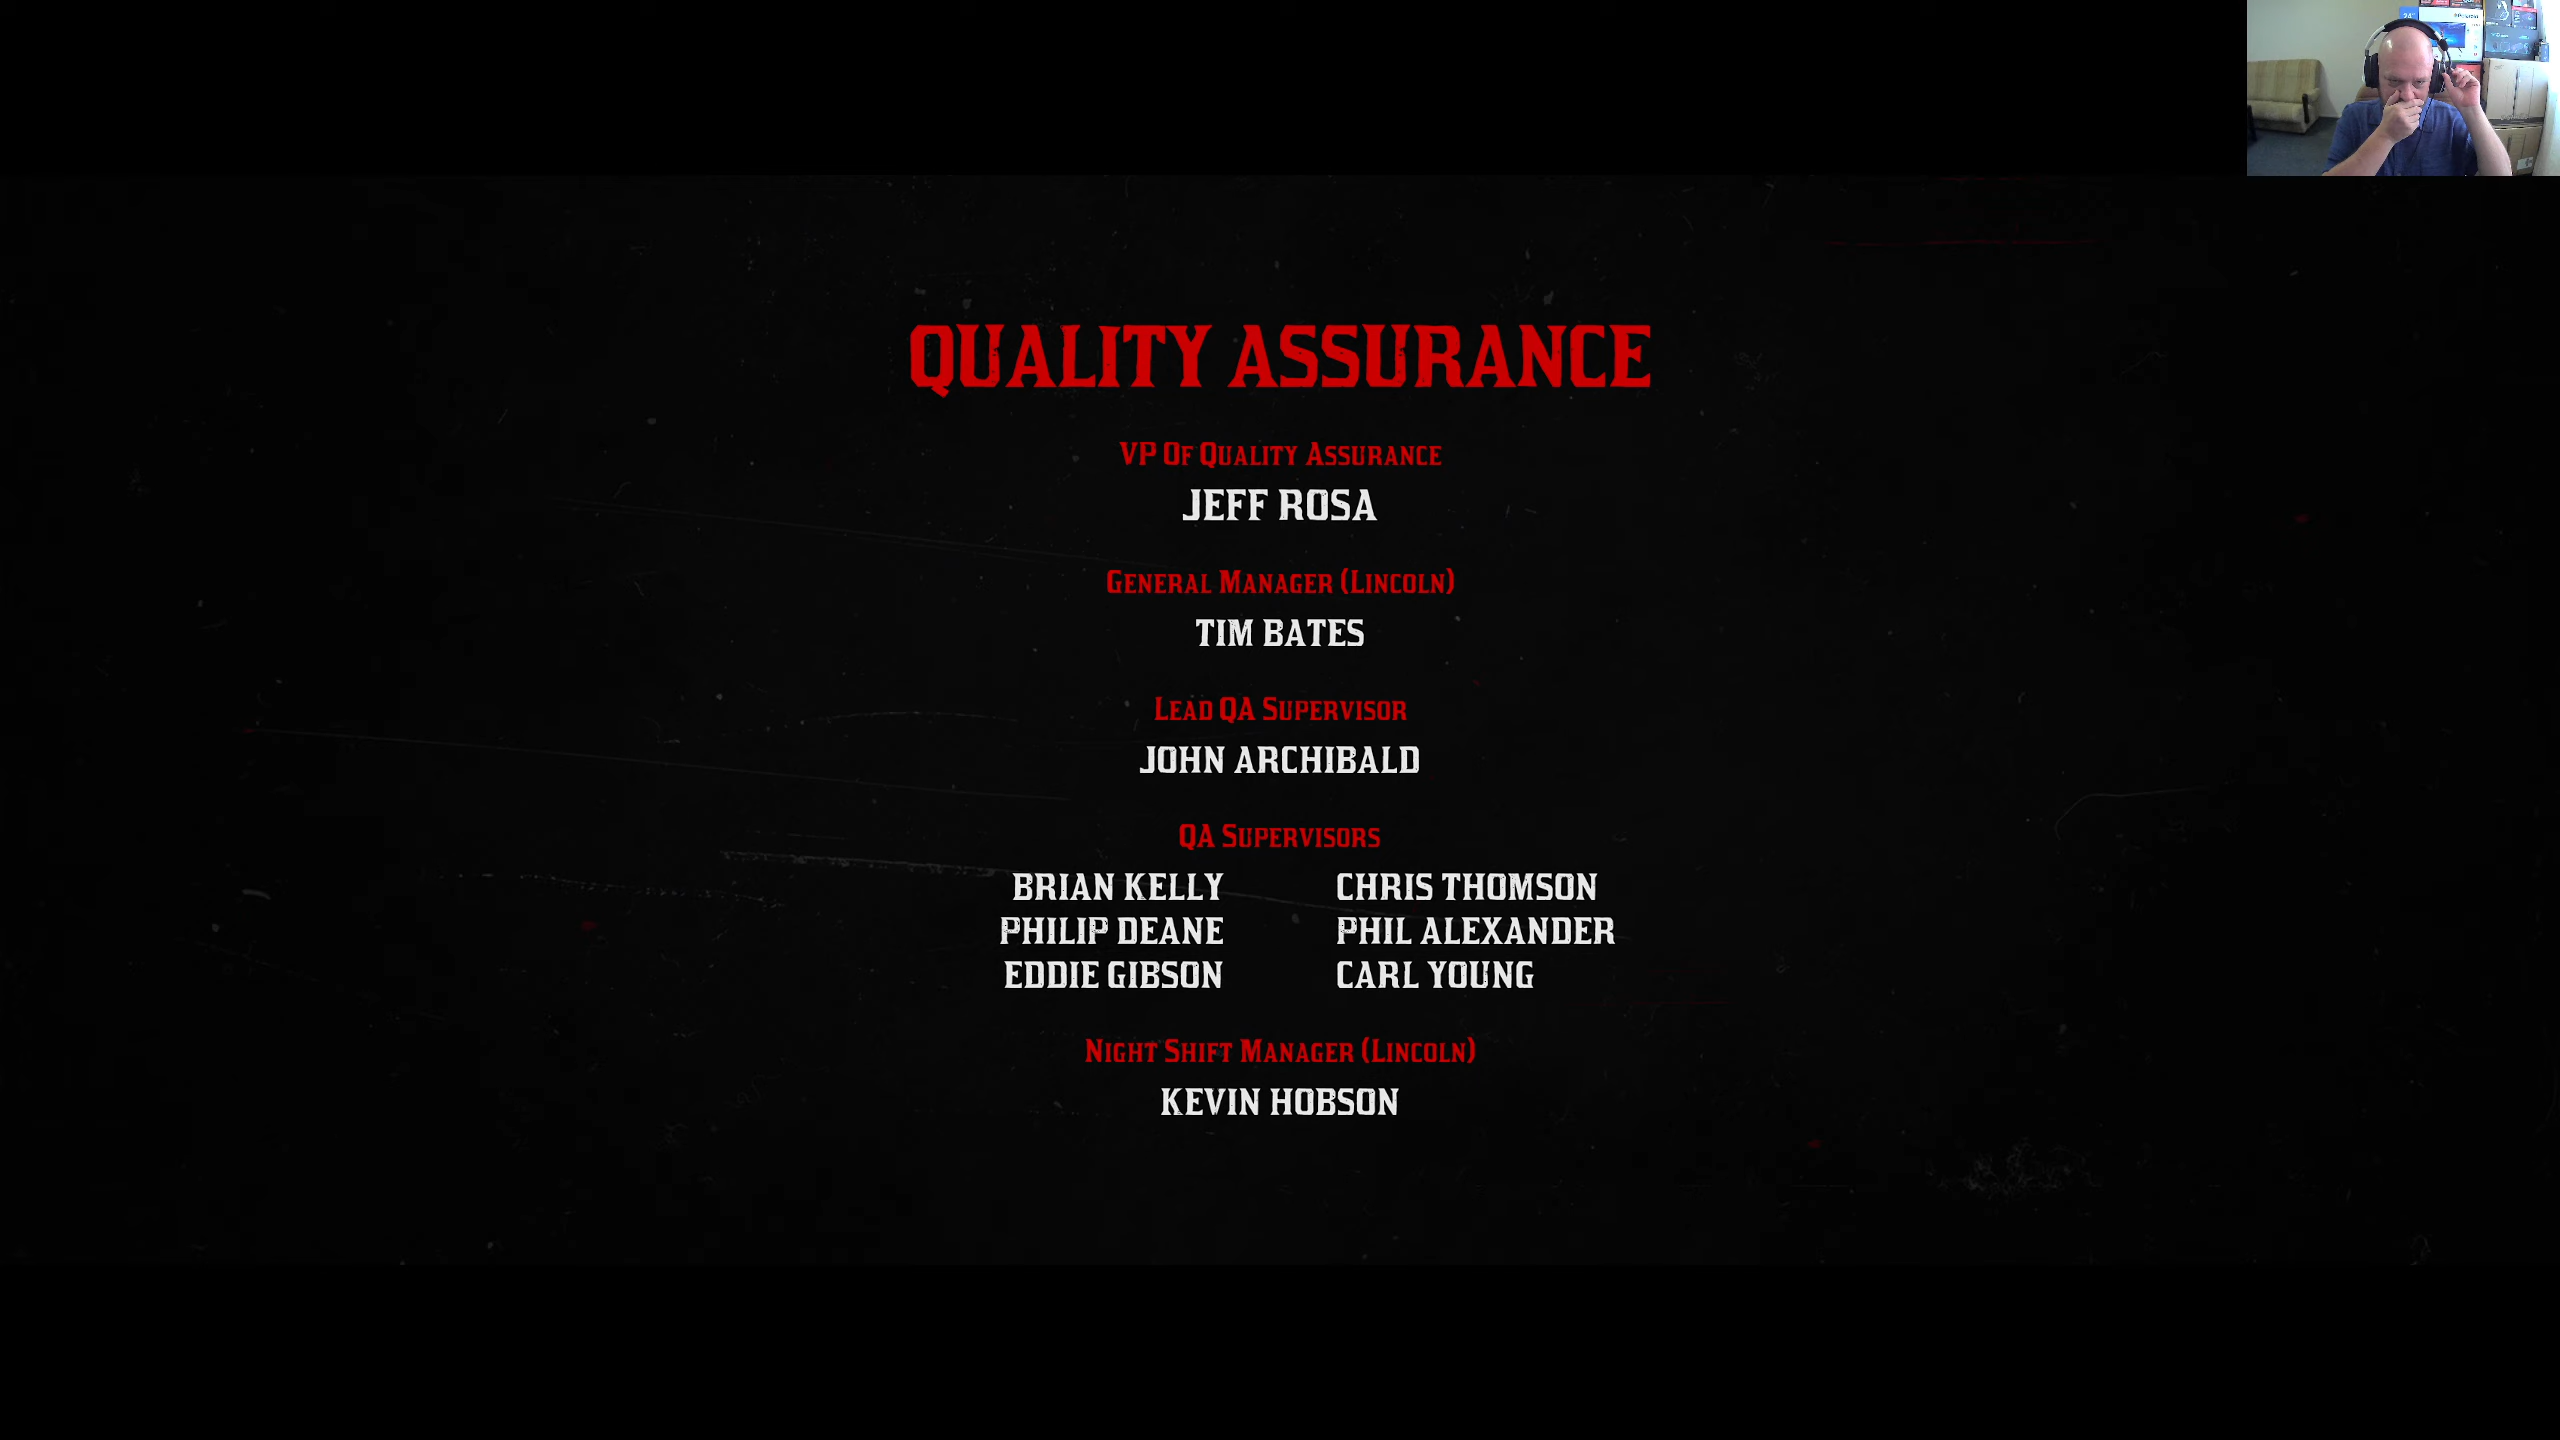 QUALITY ASSURANCE
VP Of Quality Assurance
JEFF ROSA
General Manager (Lincoln)
TIM BATES
Lead QA Supervisor
JOHN ARCHIBALD
QA Supervisors
BRIAN KELLY CHRIS THOMSON
PHILIP DEANE PHIL ALEXANDER
EDDIE GIBSON CARL YOUNG
Night Shift Manager (Lincoln)
KEVIN HOBSON